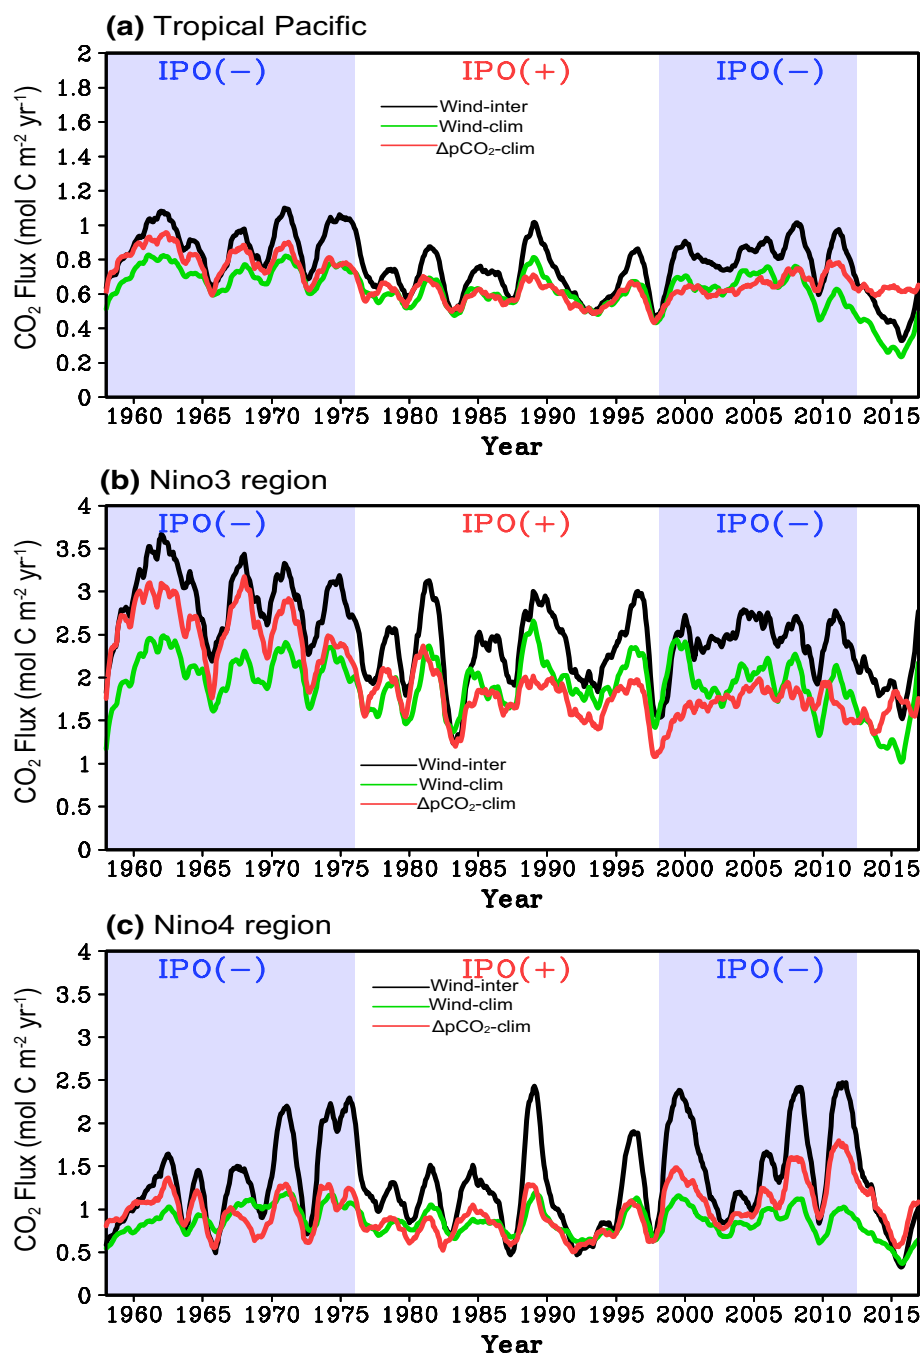 (a) Tropical Pacific
IPO(−) IPO(+) IPO(−)
Wind-inter
Wind-clim
ΔpCO₂-clim
CO₂ Flux (mol C m⁻² yr⁻¹)
2
1.8
1.6
1.4
1.2
1
0.8
0.6
0.4
0.2
0
1960 1965 1970 1975 1980 1985 1990 1995 2000 2005 2010 2015
Year
(b) Nino3 region
IPO(−) IPO(+) IPO(−)
CO₂ Flux (mol C m⁻² yr⁻¹)
4
3.5
3
2.5
2
1.5
1
0.5
0
Wind-inter
Wind-clim
ΔpCO₂-clim
1960 1965 1970 1975 1980 1985 1990 1995 2000 2005 2010 2015
Year
(c) Nino4 region
IPO(−) IPO(+) IPO(−)
Wind-inter
Wind-clim
ΔpCO₂-clim
CO₂ Flux (mol C m⁻² yr⁻¹)
4
3.5
3
2.5
2
1.5
1
0.5
0
1960 1965 1970 1975 1980 1985 1990 1995 2000 2005 2010 2015
Year